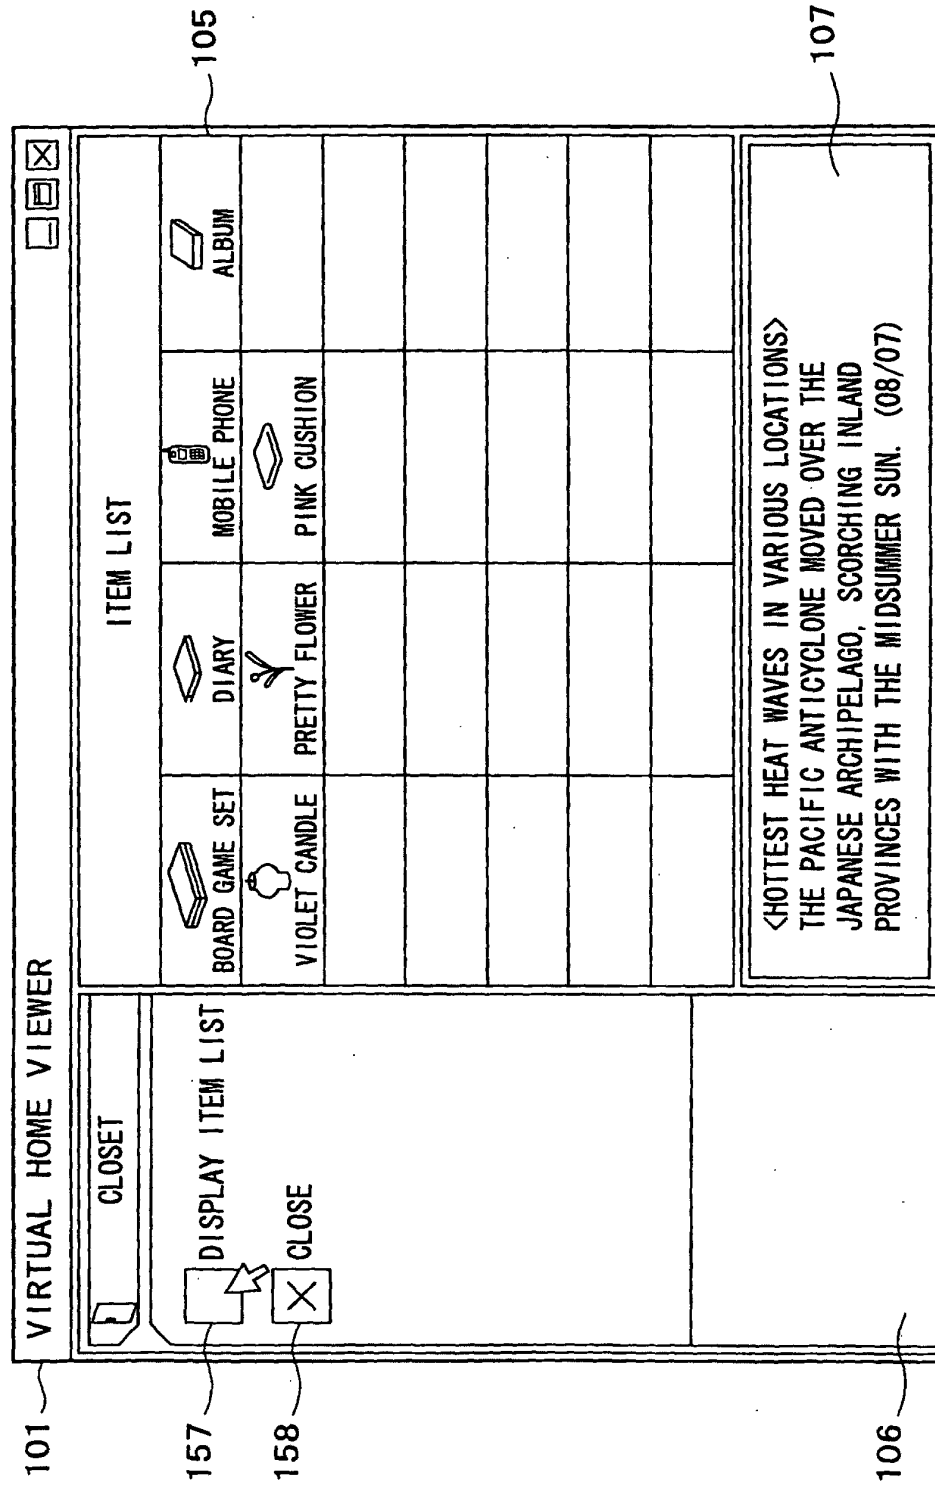 VIRTUAL HOME VIEWER
CLOSET
DISPLAY ITEM LIST
CLOSE
ITEM LIST
BOARD GAME SET
DIARY
MOBILE PHONE
ALBUM
VIOLET CANDLE
PRETTY FLOWER
PINK CUSHION
<HOTTEST HEAT WAVES IN VARIOUS LOCATIONS>
THE PACIFIC ANTICYCLONE MOVED OVER THE
JAPANESE ARCHIPELAGO, SCORCHING INLAND
PROVINCES WITH THE MIDSUMMER SUN. (08/07)
101
157
158
106
105
107